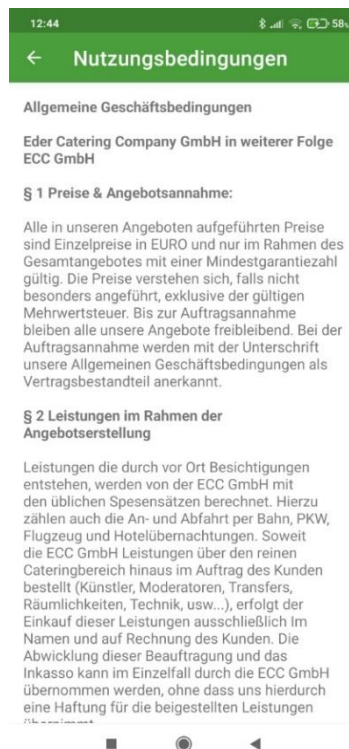 12:44
58
Nutzungsbedingungen
Allgemeine Geschäftsbedingungen
Eder Catering Company GmbH in weiterer Folge
ECC GmbH
§ 1 Preise & Angebotsannahme:
Alle in unseren Angeboten aufgeführten Preise
sind Einzelpreise in EURO und nur im Rahmen des
Gesamtangebotes mit einer Mindestgarantiezahl
gültig. Die Preise verstehen sich, falls nicht
besonders angeführt, exklusive der gültigen
Mehrwertsteuer. Bis zur Auftragsannahme
bleiben alle unsere Angebote freibleibend. Bei der
Auftragsannahme werden mit der Unterschrift
unsere Allgemeinen Geschäftsbedingungen als
Vertragsbestandteil anerkannt.
§ 2 Leistungen im Rahmen der
Angebotserstellung
Leistungen die durch vor Ort Besichtigungen
entstehen, werden von der ECC GmbH mit
den üblichen Spesensätzen berechnet. Hierzu
zählen auch die An- und Abfahrt per Bahn, PKW,
Flugzeug und Hotelübernachtungen. Soweit
die ECC GmbH Leistungen über den reinen
Cateringbereich hinaus im Auftrag des Kunden
bestellt (Künstler, Moderatoren, Transfers,
Räumlichkeiten, Technik, usw...), erfolgt der
Einkauf dieser Leistungen ausschließlich Im
Namen und auf Rechnung des Kunden. Die
Abwicklung dieser Beauftragung und das
Inkasso kann im Einzelfall durch die ECC GmbH
übernommen werden, ohne dass uns hierdurch
eine Haftung für die beigestellten Leistungen